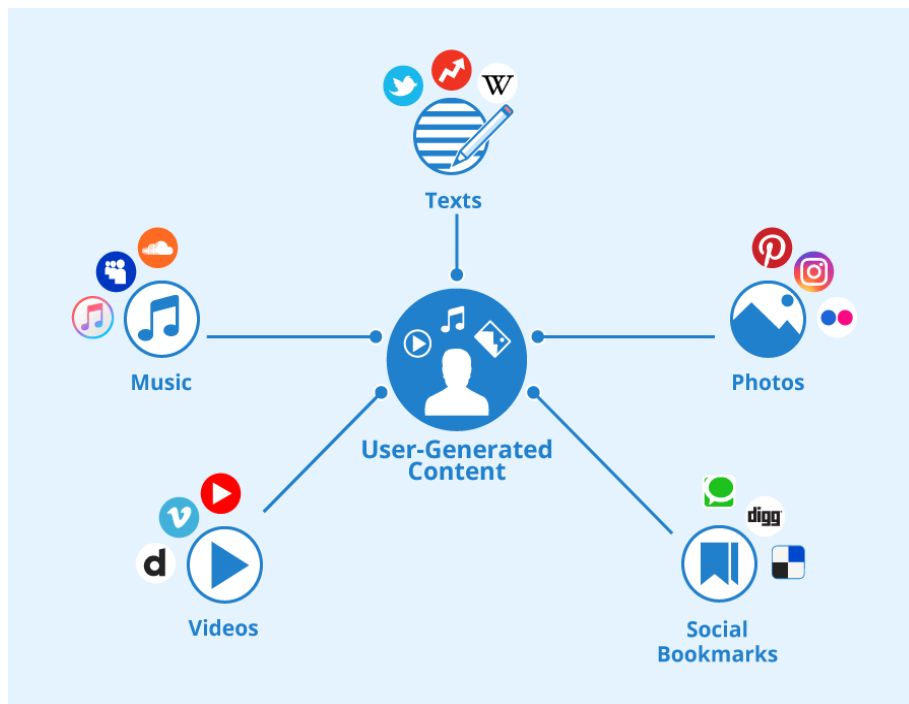 W
Texts
Music
Photos
User-Generated
Content
digg
d
Videos
Social
Bookmarks